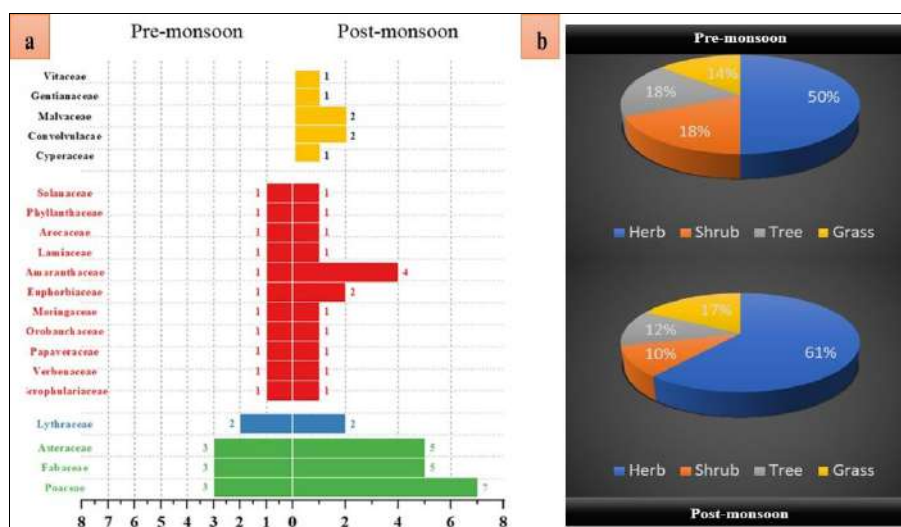 a
Pre-monsoon Post-monsoon
Vitaceae 1
Gentianaceae 1
Malvaceae 2
Convolvulacae 2
Cyperaceae 1
Solanaceae 1 1
Phyllanthaceae 1 1
Arecaceae 1 1
Lamiaceae 1 1
Amaranthaceae 1 4
Euphorbiaceae 1 2
Moringaceae 1 1
Orobanchaceae 1 1
Papaveraceae 1 1
Verbenaceae 1 1
crophulariaceae 1 1
Lythraceae 2 2
Asteraceae 3 5
Fabaceae 3 5
Poaceae 3 7
8 7 6 5 4 3 2 1 0 2 4 6 8
b
Pre-monsoon
14%
50%
18%
18%
Herb Shrub Tree Grass
17%
12%
61%
10%
Herb Shrub Tree Grass
Post-monsoon